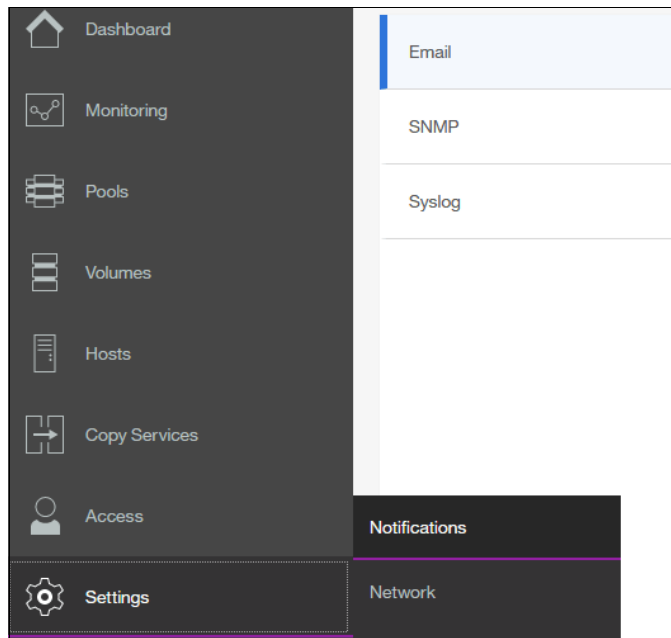 Dashboard
Monitoring
Pools
Volumes
Hosts
Copy Services
Access
Settings
Email
SNMP
Syslog
Notifications
Network